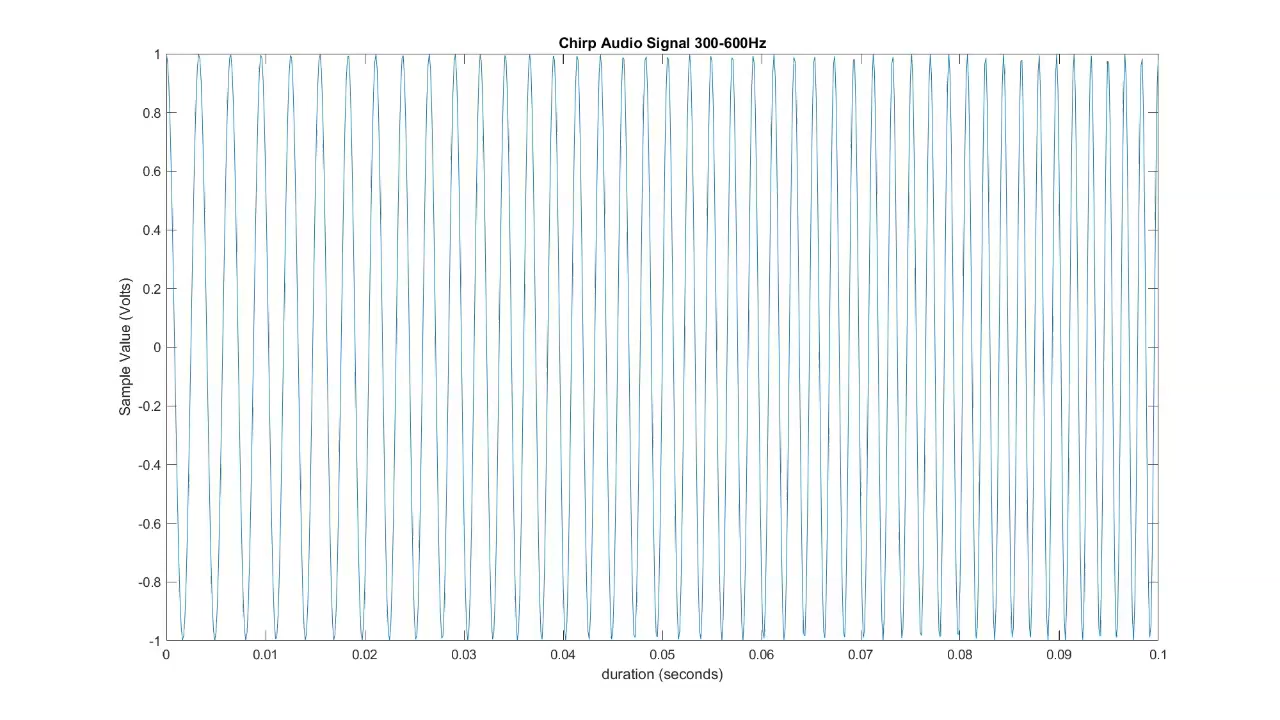 Chirp Audio Signal 300-600Hz
1
0.8
0.6
0.4
0.2
0
-0.2
-0.4
-0.6
-0.8
-1
Sample Value (Volts)
0 0.01 0.02 0.03 0.04 0.05 0.06 0.07 0.08 0.09 0.1
duration (seconds)